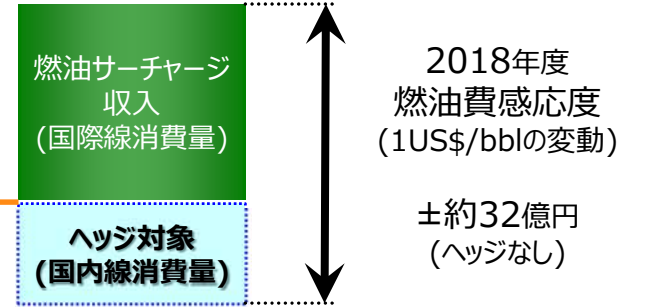 燃油サーチャージ
収入
(国際線消費量)
ヘッジ対象
(国内線消費量)
2018年度
燃油費感応度
(1US$/bblの変動)
±約32億円
(ヘッジなし)